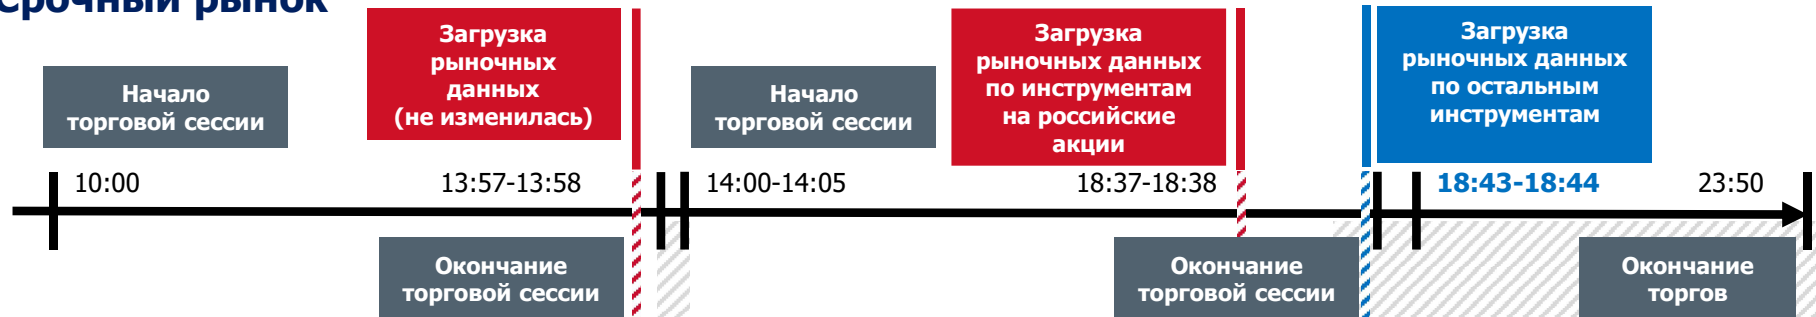 Срочный рынок
Начало
торговой сессии
Загрузка
рыночных
данных
(не изменилась)
Начало
торговой сессии
Загрузка
рыночных данных
по инструментам
на российские
акции
Загрузка
рыночных данных
по остальным
инструментам
10:00
13:57-13:58
14:00-14:05
18:37-18:38
18:43-18:44
23:50
Окончание
торговой сессии
Окончание
торговой сессии
Окончание
торгов